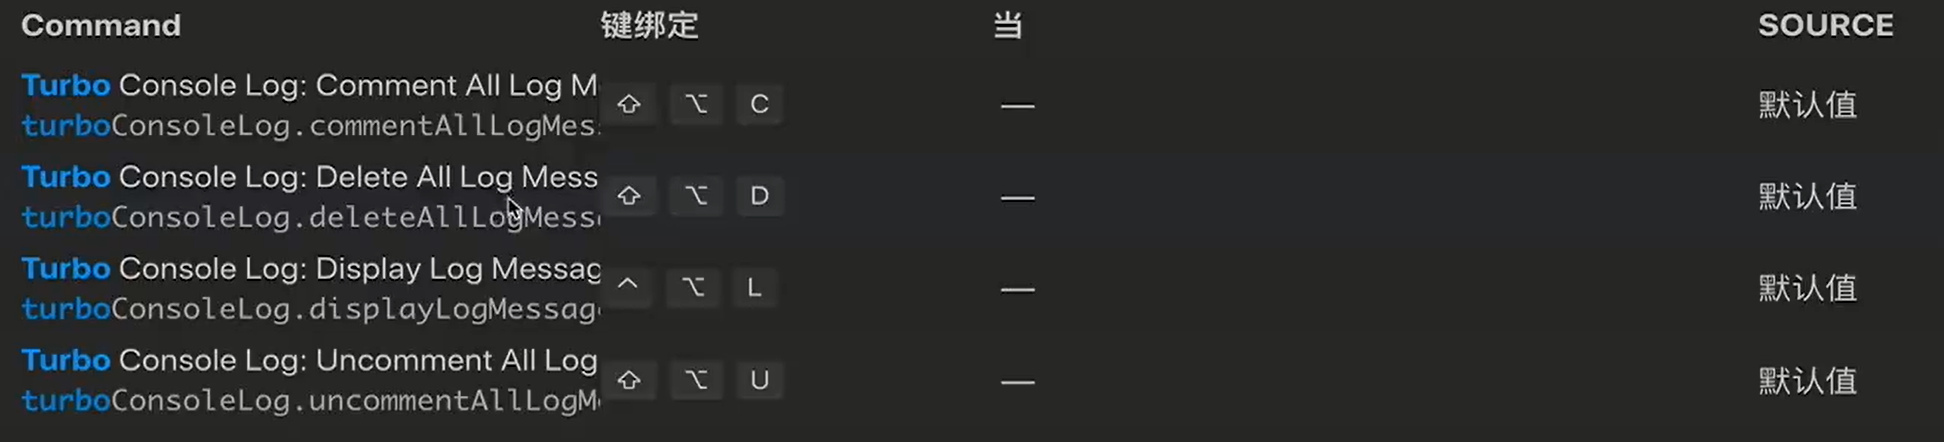 Command 键绑定 当 SOURCE
Turbo Console Log: Comment All Log M
turboConsoleLog.commentAllLogMess
⇧ ⌥ C — 默认值
Turbo Console Log: Delete All Log Mess
turboConsoleLog.deleteAllLogMess
⇧ ⌥ D — 默认值
Turbo Console Log: Display Log Messag
turboConsoleLog.displayLogMessag
^ ⌥ L — 默认值
Turbo Console Log: Uncomment All Log
turboConsoleLog.uncommentAllLogM
⇧ ⌥ U — 默认值